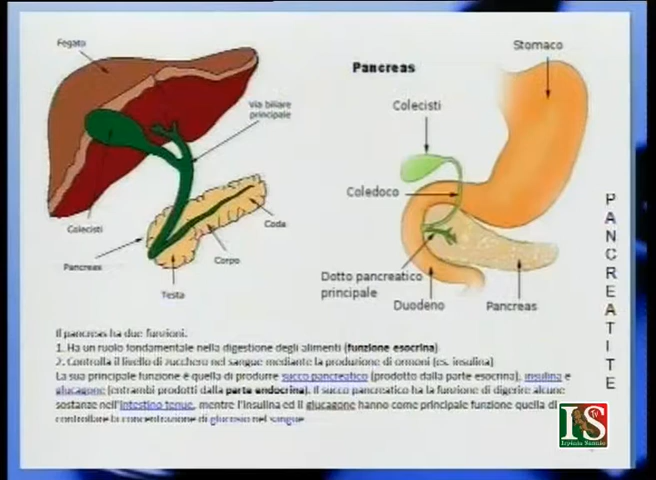 Fegato
Via biliare
principale
Colecisti
Coda
Pancreas
Corpo
Testa
Pancreas
Stomaco
Colecisti
Coledoco
Dotto pancreatico
principale
Duodeno
Pancreas
PANCREATITE
Il pancreas ha due funzioni.
1. Ha un ruolo fondamentale nella digestione degli alimenti (funzione esocrina)
2. Controlla il livello di zucchero nel sangue mediante la produzione di ormoni (es. insulina)
La sua principale funzione è quella di produrre succo pancreatico (prodotto dalla parte esocrina), insulina e
glucagone (entrambi prodotti dalla parte endocrina). Il succo pancreatico ha la funzione di digerire alcune
sostanze nell'intestino tenue, mentre l'insulina ed il glucagone hanno come principale funzione quella di
controllare la concentrazione di glucosio nel sangue
IS
tv
Irpinia Sannio